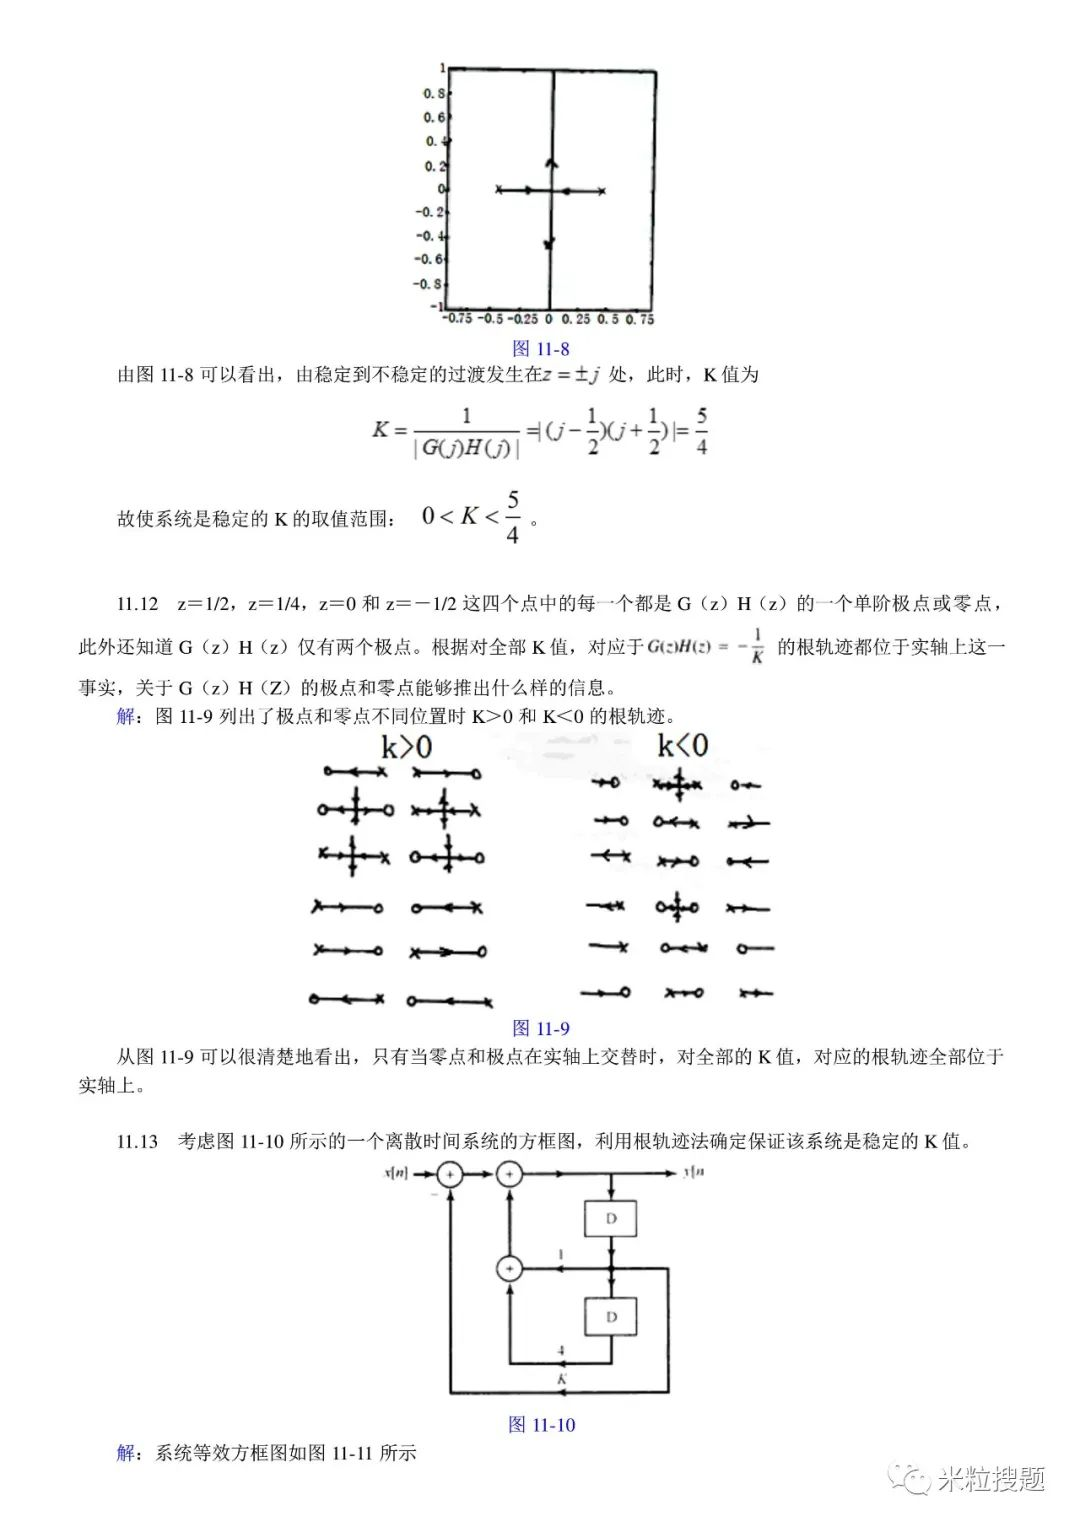 1
0.8
0.6
0.4
0.2
0
-0.2
-0.4
-0.6
-0.8
-1
-0.75 -0.5 -0.25 0 0.25 0.5 0.75
图 11-8
由图 11-8 可以看出，由稳定到不稳定的过渡发生在z = ±j 处，此时，K 值为
K = 1 / |G(j)H(j)| =|(j − 1/2)(j + 1/2)|= 5/4
故使系统是稳定的 K 的取值范围： 0 < K < 5/4 。
11.12 z＝1/2，z＝1/4，z＝0 和 z＝－1/2 这四个点中的每一个都是 G（z）H（z）的一个单阶极点或零点，
此外还知道 G（z）H（z）仅有两个极点。根据对全部 K 值，对应于 G(z)H(z) = − 1/K 的根轨迹都位于实轴上这一
事实，关于 G（z）H（Z）的极点和零点能够推出什么样的信息。
解：图 11-9 列出了极点和零点不同位置时 K＞0 和 K＜0 的根轨迹。
k>0 k<0
图 11-9
从图 11-9 可以很清楚地看出，只有当零点和极点在实轴上交替时，对全部的 K 值，对应的根轨迹全部位于
实轴上。
11.13 考虑图 11-10 所示的一个离散时间系统的方框图，利用根轨迹法确定保证该系统是稳定的 K 值。
x[n] + + y[n
−
D
1
+
D
4
K
图 11-10
解：系统等效方框图如图 11-11 所示
米粒搜题